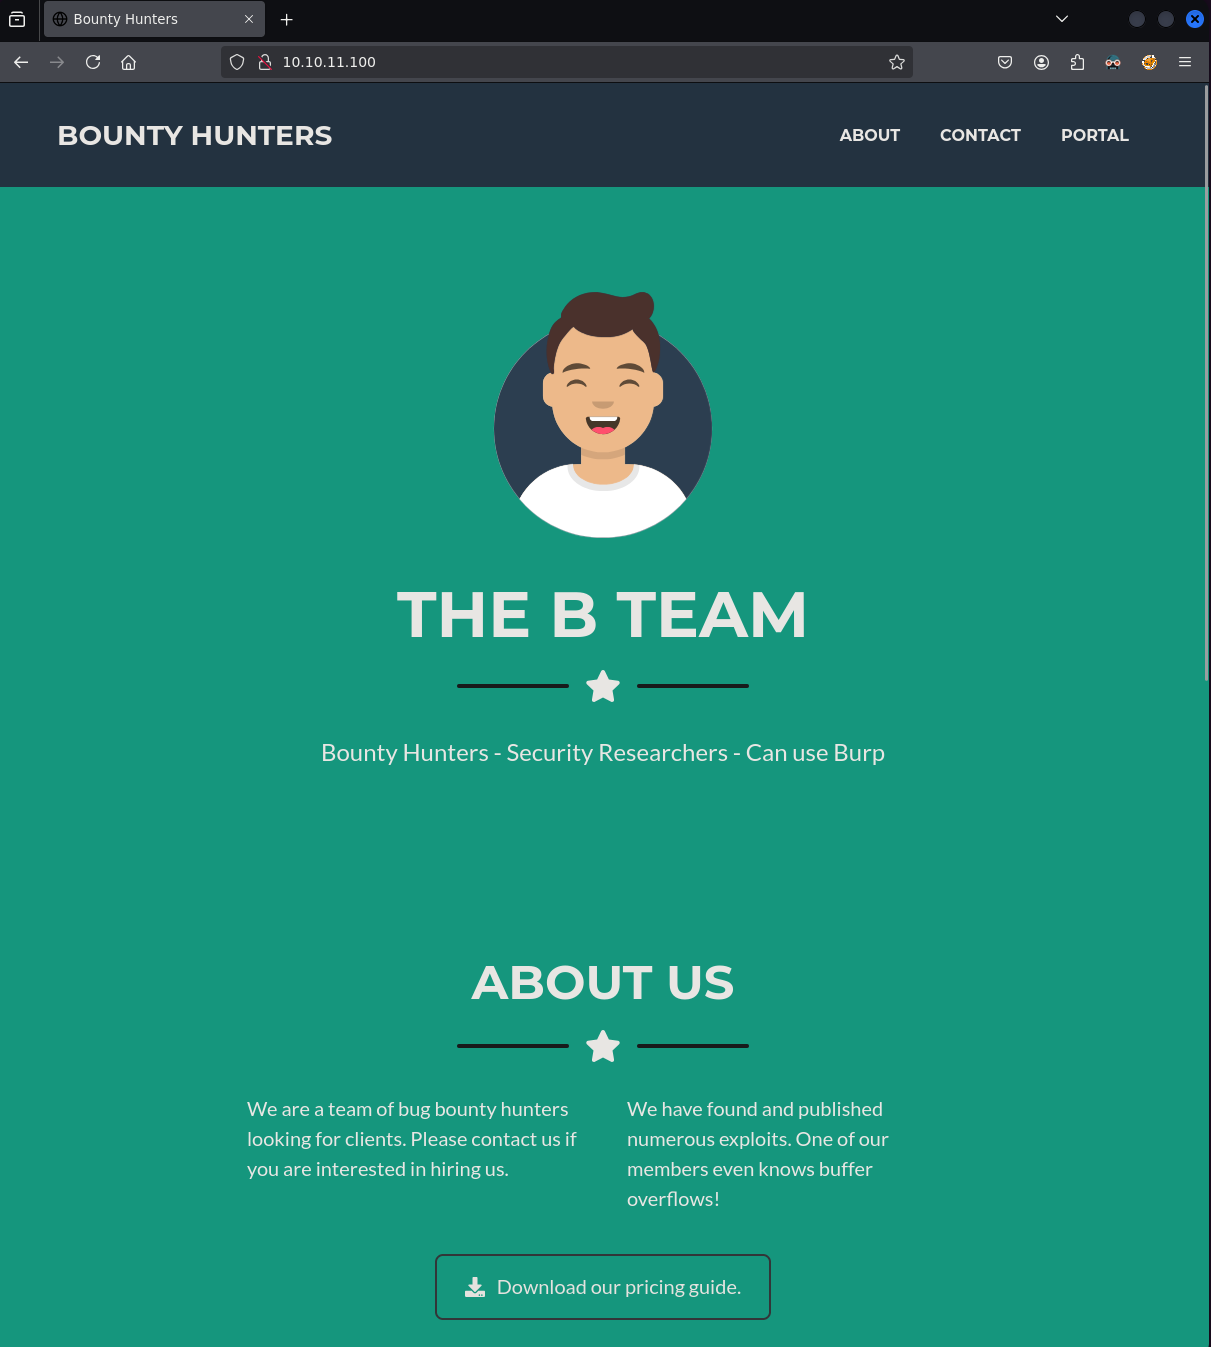 Bounty Hunters
10.10.11.100
BOUNTY HUNTERS
ABOUT CONTACT PORTAL
THE B TEAM
Bounty Hunters - Security Researchers - Can use Burp
ABOUT US
We are a team of bug bounty hunters
looking for clients. Please contact us if
you are interested in hiring us.
We have found and published
numerous exploits. One of our
members even knows buffer
overflows!
Download our pricing guide.